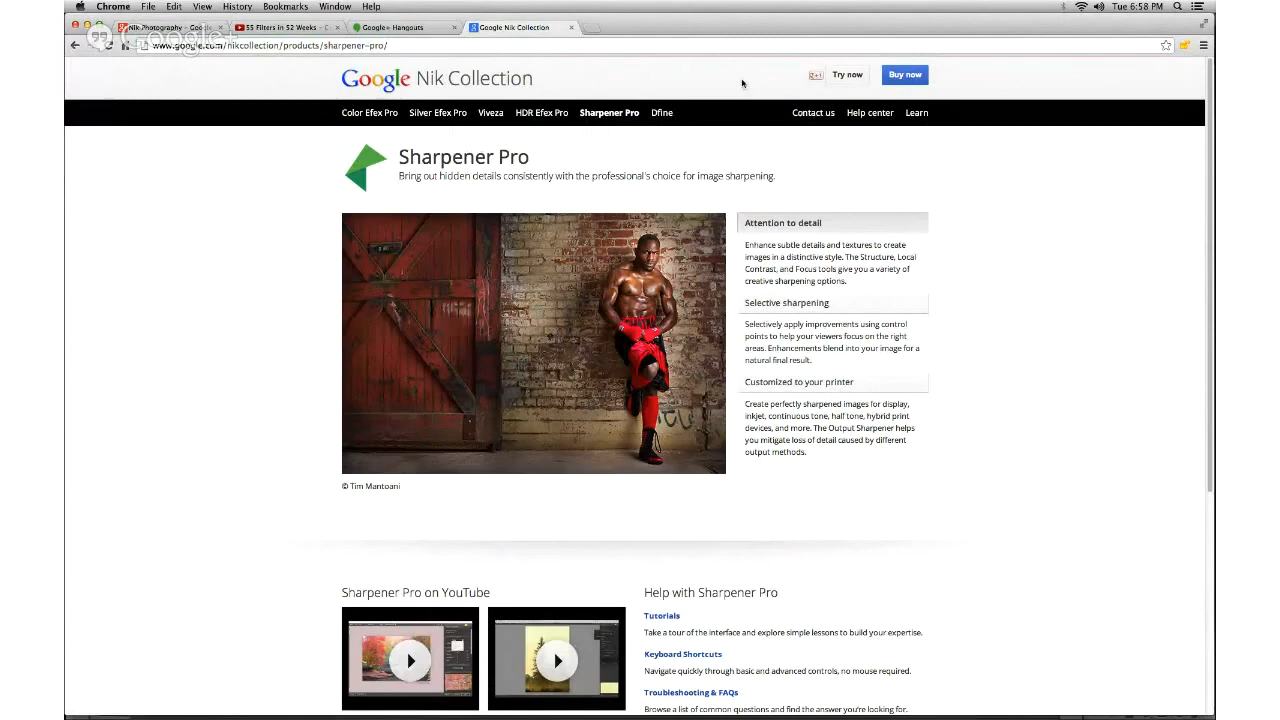 Chrome File Edit View History Bookmarks Window Help
Tue 6:58 PM
Nik Photography - Google
55 Filters in 52 Weeks - C
Google+ Hangouts
Google Nik Collection
Google+
www.google.com/nikcollection/products/sharpener-pro/
Google Nik Collection
g+1 Try now Buy now
Color Efex Pro Silver Efex Pro Viveza HDR Efex Pro Sharpener Pro Dfine Contact us Help center Learn
Sharpener Pro
Bring out hidden details consistently with the professional's choice for image sharpening.
Attention to detail
Enhance subtle details and textures to create
images in a distinctive style. The Structure, Local
Contrast, and Focus tools give you a variety of
creative sharpening options.
Selective sharpening
Selectively apply improvements using control
points to help your viewers focus on the right
areas. Enhancements blend into your image for a
natural final result.
Customized to your printer
Create perfectly sharpened images for display,
inkjet, continuous tone, half tone, hybrid print
devices, and more. The Output Sharpener helps
you mitigate loss of detail caused by different
output methods.
© Tim Mantoani
Sharpener Pro on YouTube
Help with Sharpener Pro
Tutorials
Take a tour of the interface and explore simple lessons to build your expertise.
Keyboard Shortcuts
Navigate quickly through basic and advanced controls, no mouse required.
Troubleshooting & FAQs
Browse a list of common questions and find the answer you're looking for.